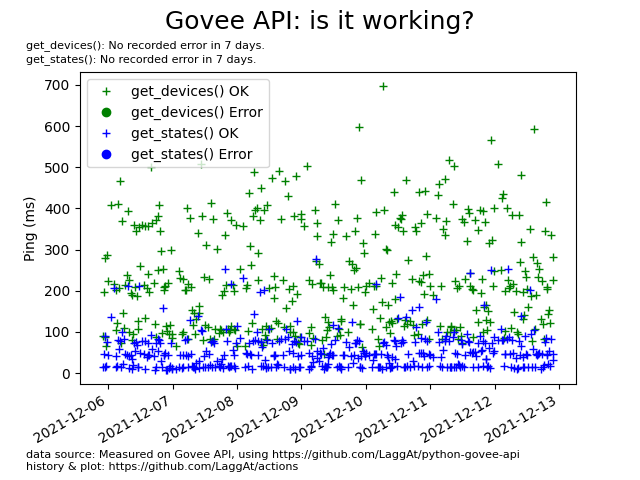 Govee API: is it working?
get_devices(): No recorded error in 7 days.
get_states(): No recorded error in 7 days.
get_devices() OK
get_devices() Error
get_states() OK
get_states() Error
Ping (ms)
700
600
500
400
300
200
100
0
2021-12-06
2021-12-07
2021-12-08
2021-12-09
2021-12-10
2021-12-11
2021-12-12
2021-12-13
data source: Measured on Govee API, using https://github.com/LaggAt/python-govee-api
history & plot: https://github.com/LaggAt/actions